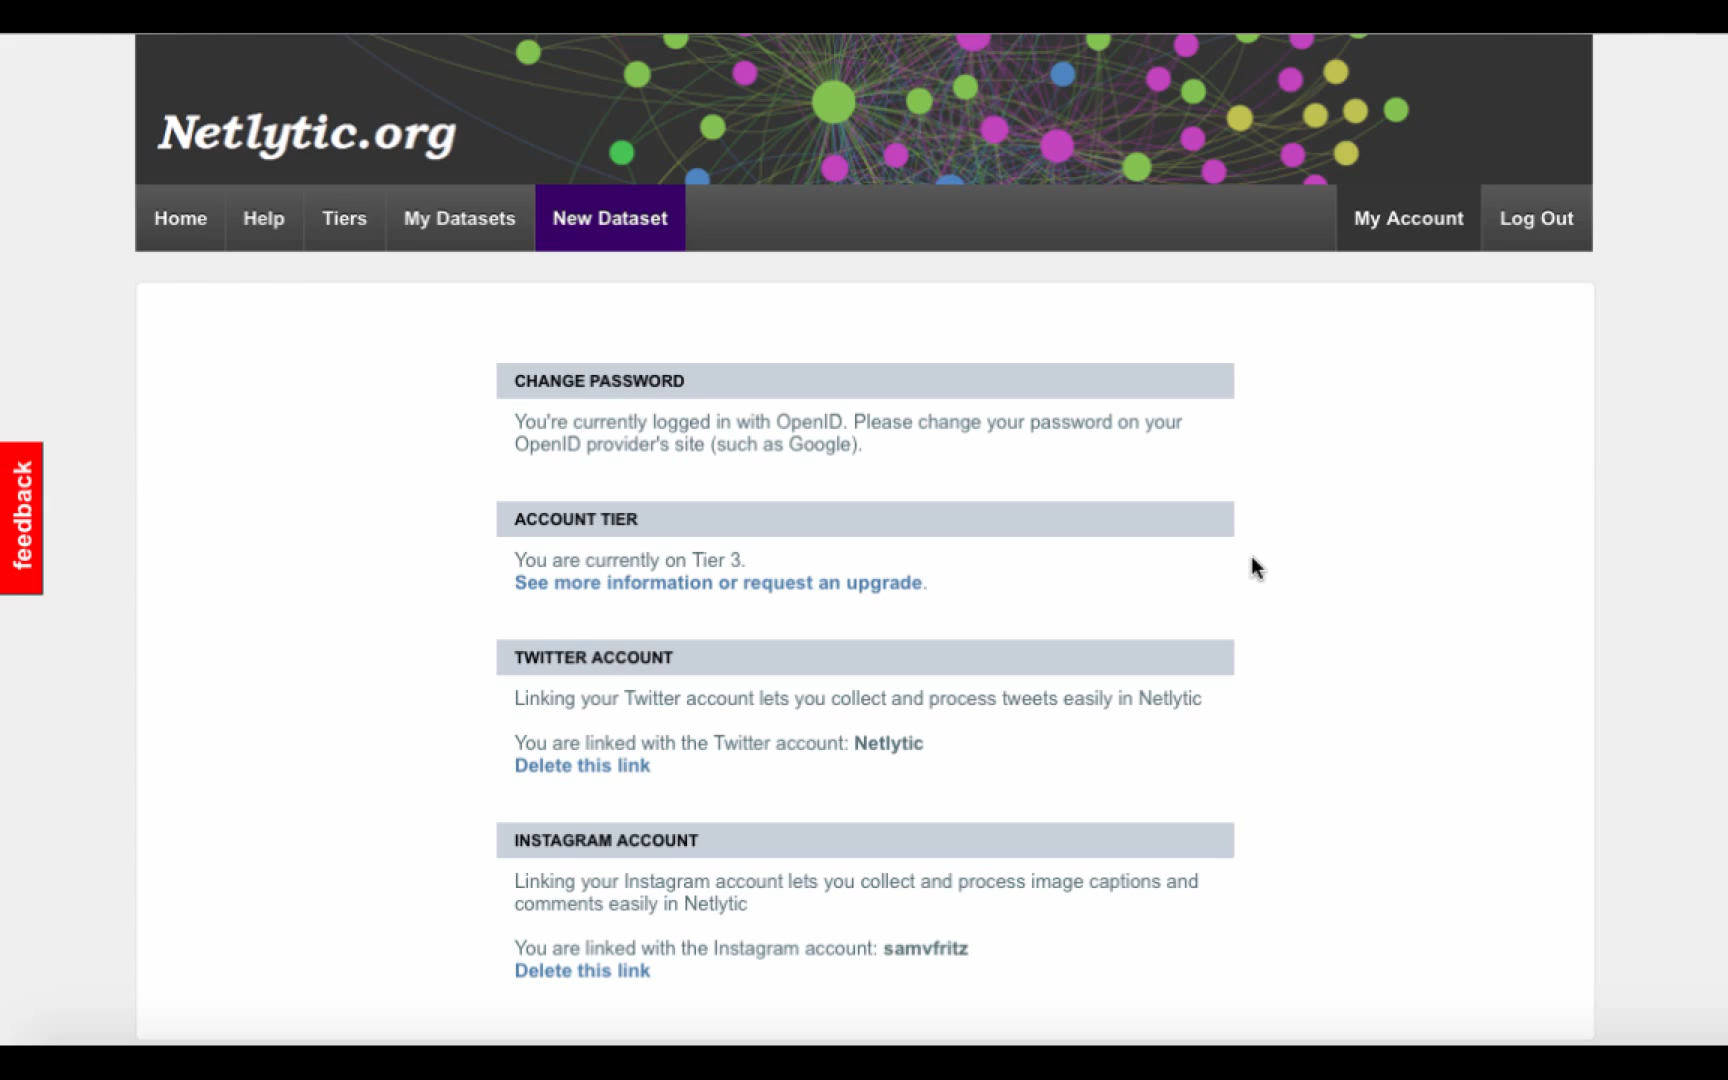 Netlytic.org
Home Help Tiers My Datasets New Dataset My Account Log Out
feedback
CHANGE PASSWORD
You're currently logged in with OpenID. Please change your password on your
OpenID provider's site (such as Google).
ACCOUNT TIER
You are currently on Tier 3.
See more information or request an upgrade.
TWITTER ACCOUNT
Linking your Twitter account lets you collect and process tweets easily in Netlytic
You are linked with the Twitter account: Netlytic
Delete this link
INSTAGRAM ACCOUNT
Linking your Instagram account lets you collect and process image captions and
comments easily in Netlytic
You are linked with the Instagram account: samvfritz
Delete this link